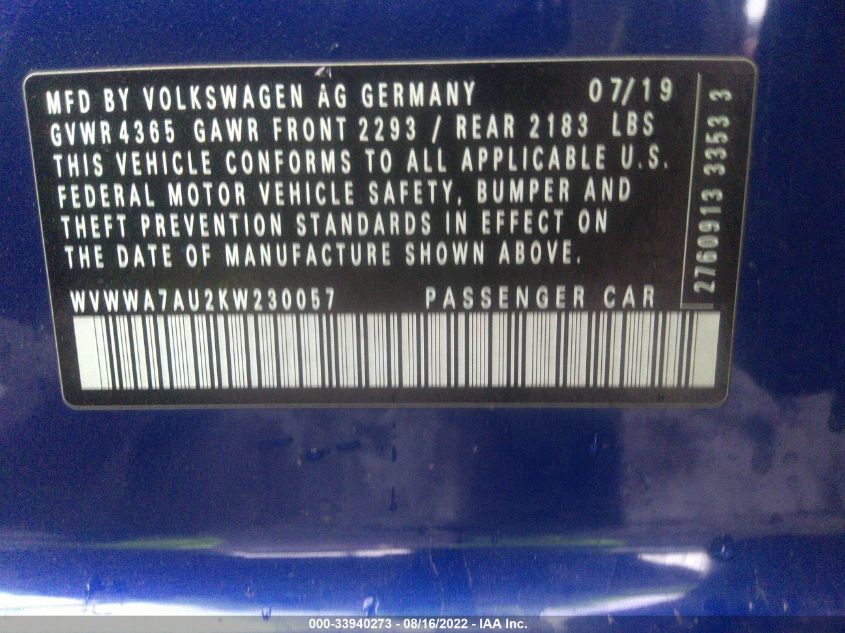 MFD BY VOLKSWAGEN AG GERMANY 07/19
GVWR 4365 GAWR FRONT 2293 / REAR 2183 LBS
THIS VEHICLE CONFORMS TO ALL APPLICABLE U.S.
FEDERAL MOTOR VEHICLE SAFETY, BUMPER AND
THEFT PREVENTION STANDARDS IN EFFECT ON
THE DATE OF MANUFACTURE SHOWN ABOVE.
WVWWA7AU2KW230057 PASSENGER CAR
2760913 3353 3
000-33940273 - 08/16/2022 - IAA Inc.